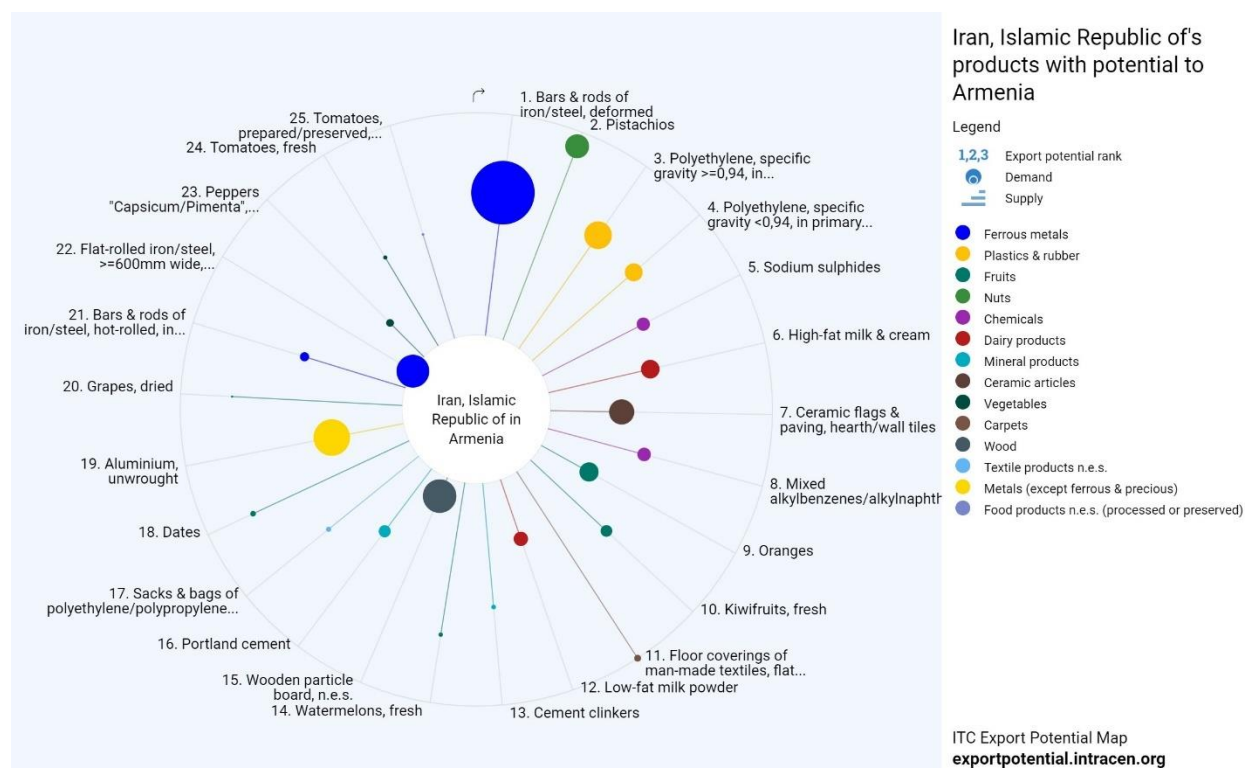 Iran, Islamic Republic of's
products with potential to
Armenia
Legend
1,2,3 Export potential rank
Demand
Supply
Ferrous metals
Plastics & rubber
Fruits
Nuts
Chemicals
Dairy products
Mineral products
Ceramic articles
Vegetables
Carpets
Wood
Textile products n.e.s.
Metals (except ferrous & precious)
Food products n.e.s. (processed or preserved)
1. Bars & rods of
iron/steel, deformed
2. Pistachios
3. Polyethylene, specific
gravity >=0,94, in...
4. Polyethylene, specific
gravity <0,94, in primary...
5. Sodium sulphides
6. High-fat milk & cream
7. Ceramic flags &
paving, hearth/wall tiles
8. Mixed
alkylbenzenes/alkylnaphth
9. Oranges
10. Kiwifruits, fresh
11. Floor coverings of
man-made textiles, flat...
12. Low-fat milk powder
13. Cement clinkers
14. Watermelons, fresh
15. Wooden particle
board, n.e.s.
16. Portland cement
17. Sacks & bags of
polyethylene/polypropylene...
18. Dates
19. Aluminium,
unwrought
20. Grapes, dried
21. Bars & rods of
iron/steel, hot-rolled, in...
22. Flat-rolled iron/steel,
>=600mm wide,...
23. Peppers
"Capsicum/Pimenta",...
24. Tomatoes, fresh
25. Tomatoes,
prepared/preserved,...
Iran, Islamic
Republic of in
Armenia
ITC Export Potential Map
exportpotential.intracen.org